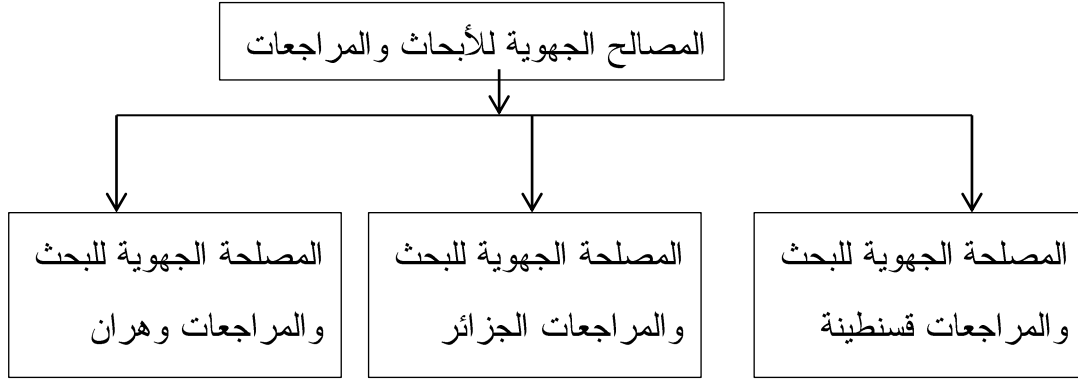 المصالح الجهوية للأبحاث والمراجعات
المصلحة الجهوية للبحث
والمراجعات قسنطينة
المصلحة الجهوية للبحث
والمراجعات الجزائر
المصلحة الجهوية للبحث
والمراجعات وهران